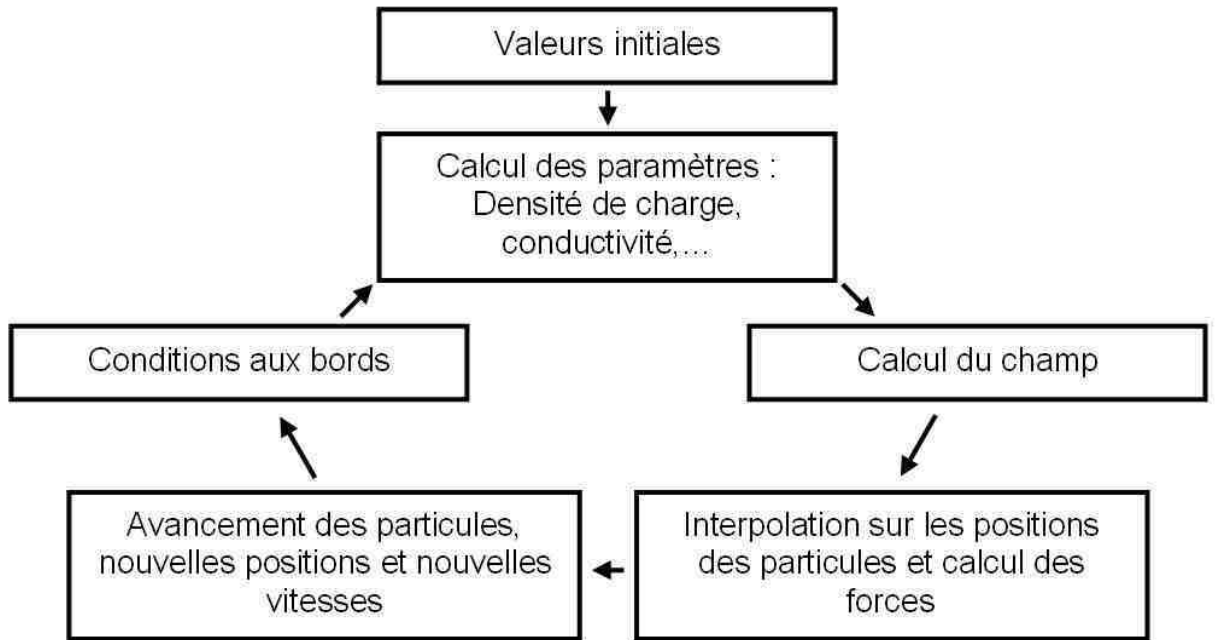 Valeurs initiales
Calcul des paramètres :
Densité de charge,
conductivité,...
Conditions aux bords
Calcul du champ
Avancement des particules,
nouvelles positions et nouvelles
vitesses
Interpolation sur les positions
des particules et calcul des
forces